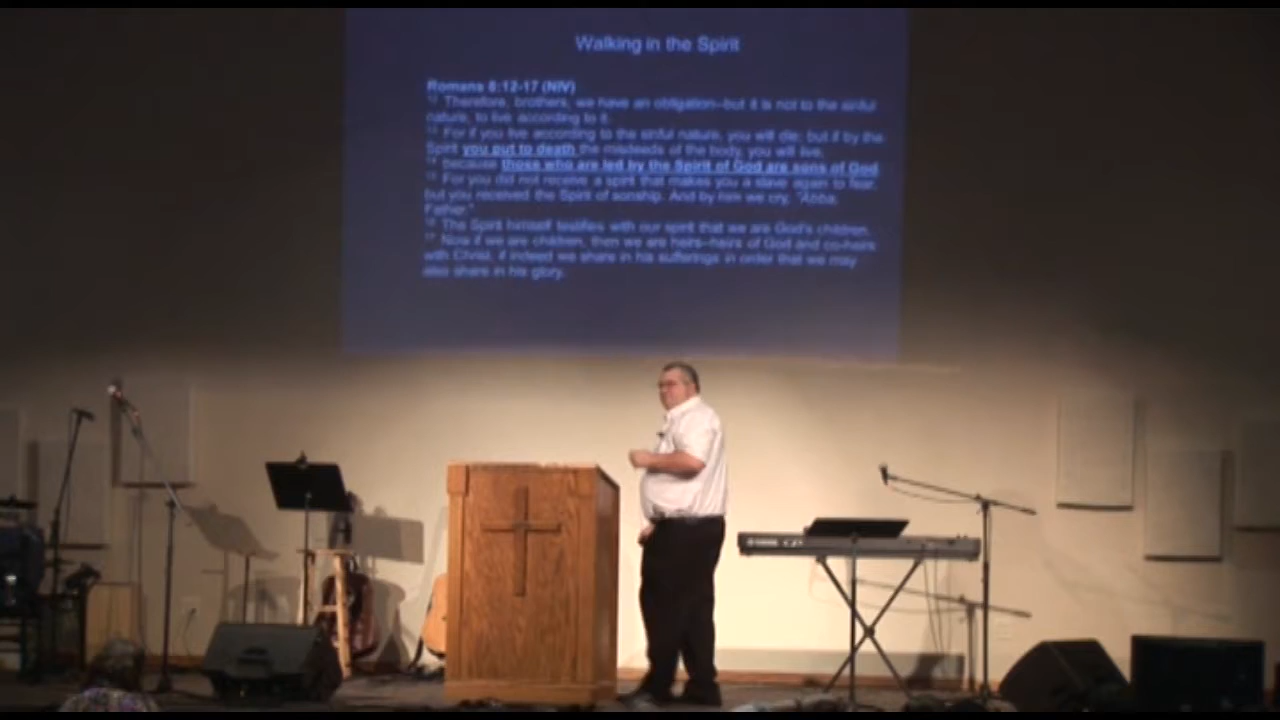 Walking in the Spirit
Romans 8:12-17 (NIV)
12 Therefore, brothers, we have an obligation--but it is not to the sinful
nature, to live according to it.
13 For if you live according to the sinful nature, you will die; but if by the
Spirit you put to death the misdeeds of the body, you will live,
14 because those who are led by the Spirit of God are sons of God
15 For you did not receive a spirit that makes you a slave again to fear,
but you received the Spirit of sonship. And by him we cry, "Abba,
Father."
16 The Spirit himself testifies with our spirit that we are God's children.
17 Now if we are children, then we are heirs--heirs of God and co-heirs
with Christ, if indeed we share in his sufferings in order that we may
also share in his glory.